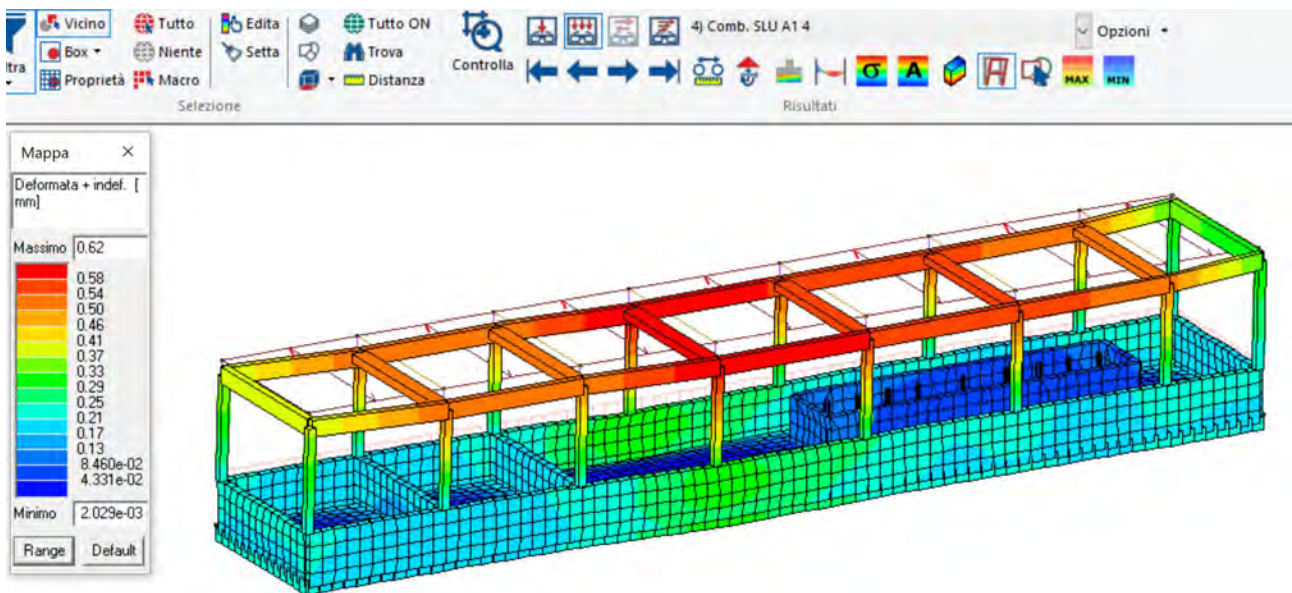 Vicino
Tutto
Edita
Tutto ON
4) Comb. SLU A1 4
Opzioni
Box
Niente
Setta
Trova
Controlla
Proprietà
Macro
Distanza
σ
A
MAX
MIN
Selezione
Risultati
Mappa
Deformata + indef. [
mm]
Massimo 0.62
0.58
0.54
0.50
0.46
0.41
0.37
0.33
0.29
0.25
0.21
0.17
0.13
8.460e-02
4.331e-02
Minimo 2.029e-03
Range Default